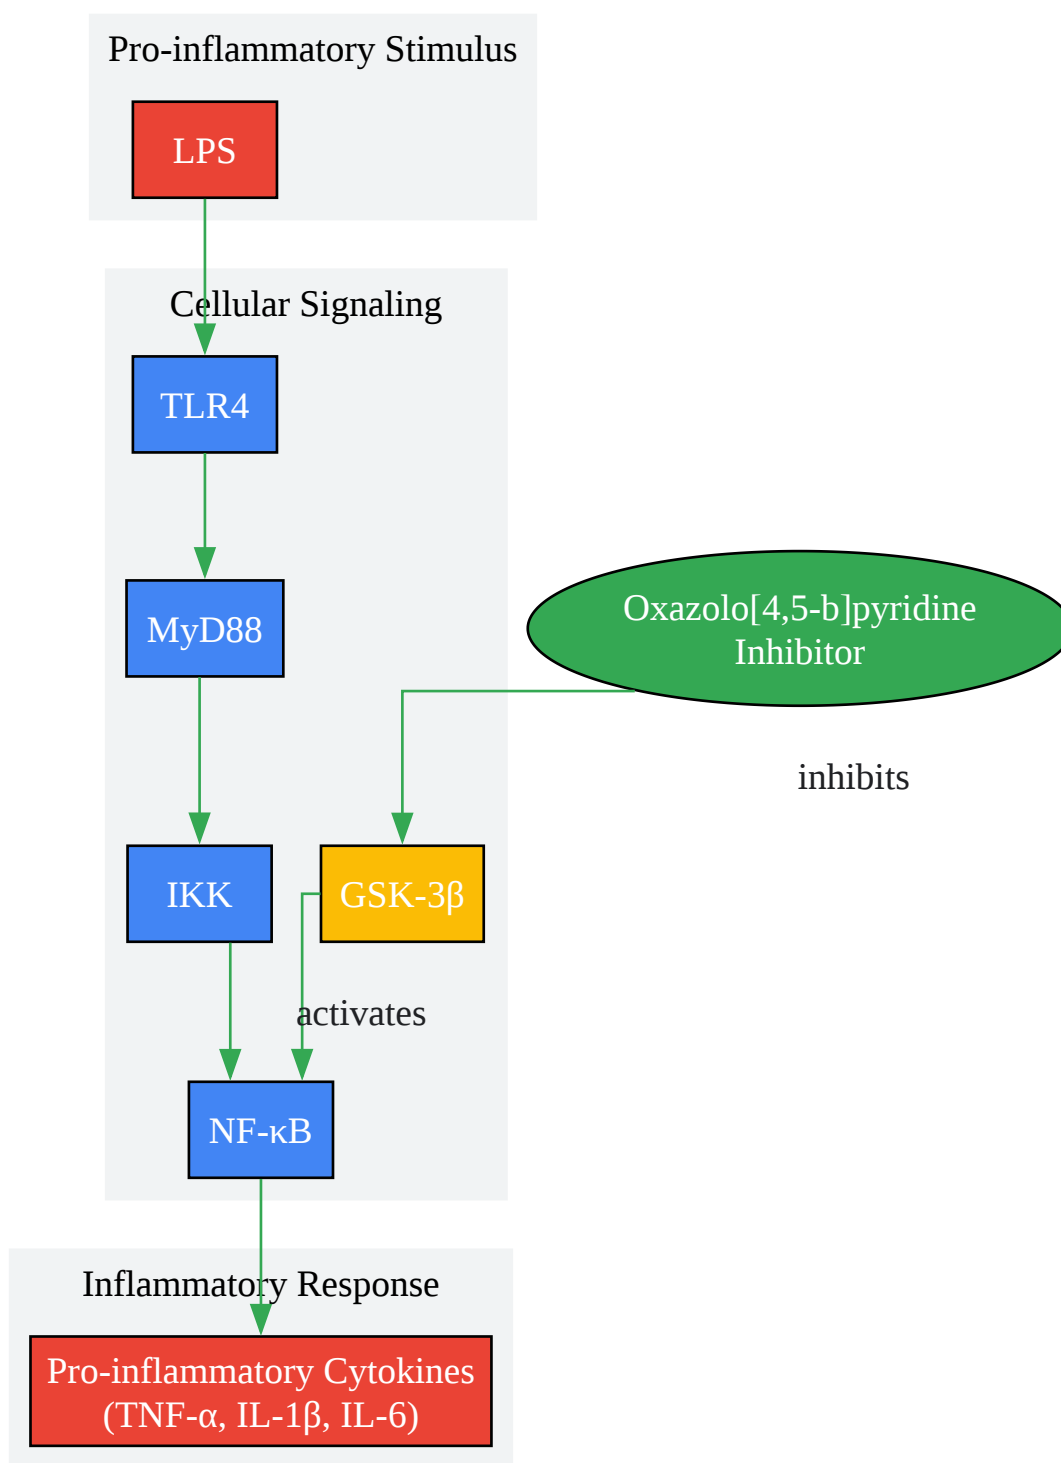 Pro-inflammatory Stimulus
LPS
Cellular Signaling
TLR4
MyD88
Oxazolo[4,5-b]pyridine
Inhibitor
inhibits
IKK
GSK-3β
activates
NF-κB
Inflammatory Response
Pro-inflammatory Cytokines
(TNF-α, IL-1β, IL-6)